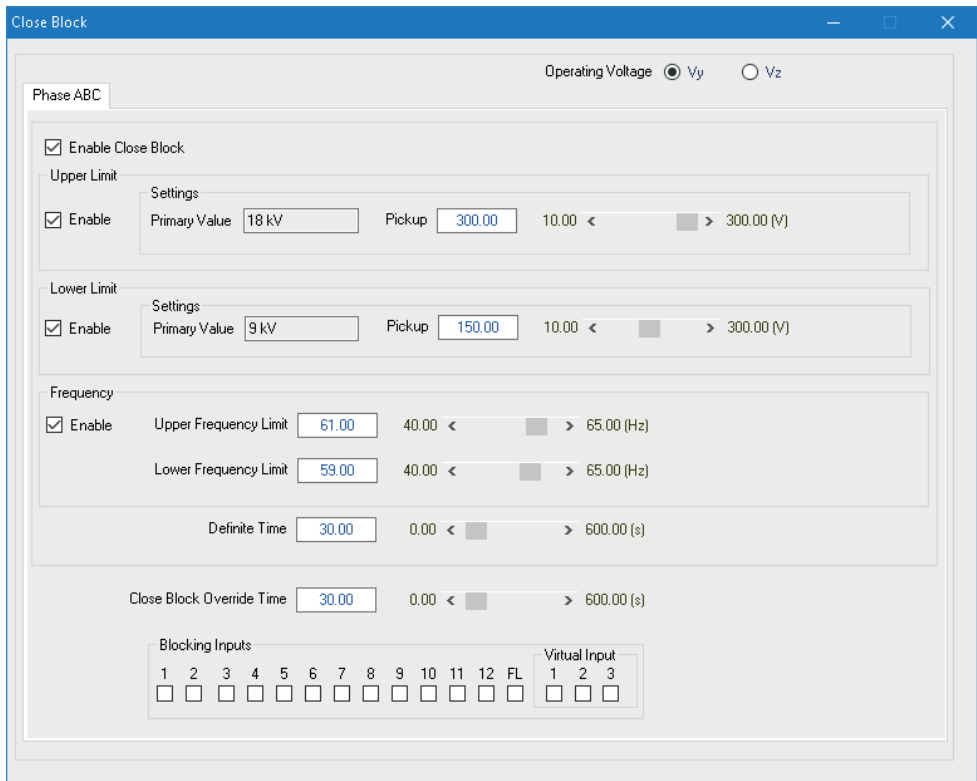 Close Block
Operating Voltage Vy Vz
Phase ABC
Enable Close Block
Upper Limit
Settings
Enable Primary Value 18 kV Pickup 300.00 10.00 < > 300.00 (V)
Lower Limit
Settings
Enable Primary Value 9 kV Pickup 150.00 10.00 < > 300.00 (V)
Frequency
Enable Upper Frequency Limit 61.00 40.00 < > 65.00 (Hz)
Lower Frequency Limit 59.00 40.00 < > 65.00 (Hz)
Definite Time 30.00 0.00 < > 600.00 (s)
Close Block Override Time 30.00 0.00 < > 600.00 (s)
Blocking Inputs
Virtual Input
1 2 3 4 5 6 7 8 9 10 11 12 FL 1 2 3